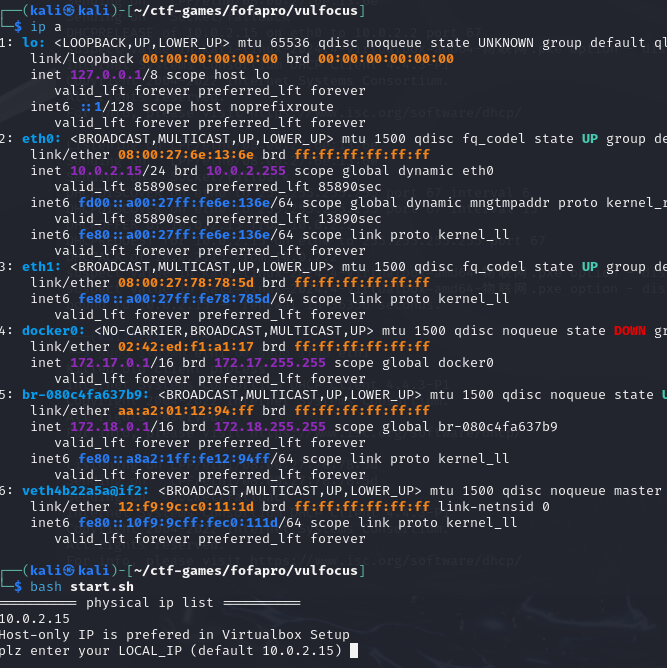 ┌──(kali㉿kali)-[~/ctf-games/fofapro/vulfocus]
└─$ ip a
1: lo: <LOOPBACK,UP,LOWER_UP> mtu 65536 qdisc noqueue state UNKNOWN group default ql
link/loopback 00:00:00:00:00:00 brd 00:00:00:00:00:00
inet 127.0.0.1/8 scope host lo
valid_lft forever preferred_lft forever
inet6 ::1/128 scope host noprefixroute
valid_lft forever preferred_lft forever
2: eth0: <BROADCAST,MULTICAST,UP,LOWER_UP> mtu 1500 qdisc fq_codel state UP group de
link/ether 08:00:27:6e:13:6e brd ff:ff:ff:ff:ff:ff
inet 10.0.2.15/24 brd 10.0.2.255 scope global dynamic eth0
valid_lft 85890sec preferred_lft 85890sec
inet6 fd00::a00:27ff:fe6e:136e/64 scope global dynamic mngtmpaddr proto kernel_r
valid_lft 85890sec preferred_lft 13890sec
inet6 fe80::a00:27ff:fe6e:136e/64 scope link proto kernel_ll
valid_lft forever preferred_lft forever
3: eth1: <BROADCAST,MULTICAST,UP,LOWER_UP> mtu 1500 qdisc fq_codel state UP group de
link/ether 08:00:27:78:78:5d brd ff:ff:ff:ff:ff:ff
inet6 fe80::a00:27ff:fe78:785d/64 scope link proto kernel_ll
valid_lft forever preferred_lft forever
4: docker0: <NO-CARRIER,BROADCAST,MULTICAST,UP> mtu 1500 qdisc noqueue state DOWN gr
link/ether 02:42:ed:f1:a1:17 brd ff:ff:ff:ff:ff:ff
inet 172.17.0.1/16 brd 172.17.255.255 scope global docker0
valid_lft forever preferred_lft forever
5: br-080c4fa637b9: <BROADCAST,MULTICAST,UP,LOWER_UP> mtu 1500 qdisc noqueue state U
link/ether aa:a2:01:12:94:ff brd ff:ff:ff:ff:ff:ff
inet 172.18.0.1/16 brd 172.18.255.255 scope global br-080c4fa637b9
valid_lft forever preferred_lft forever
inet6 fe80::a8a2:1ff:fe12:94ff/64 scope link proto kernel_ll
valid_lft forever preferred_lft forever
6: veth4b22a5a@if2: <BROADCAST,MULTICAST,UP,LOWER_UP> mtu 1500 qdisc noqueue master
link/ether 12:f9:9c:c0:11:1d brd ff:ff:ff:ff:ff:ff link-netnsid 0
inet6 fe80::10f9:9cff:fec0:111d/64 scope link proto kernel_ll
valid_lft forever preferred_lft forever
┌──(kali㉿kali)-[~/ctf-games/fofapro/vulfocus]
└─$ bash start.sh
========== physical ip list ==========
10.0.2.15
Host-only IP is prefered in Virtualbox Setup
plz enter your LOCAL_IP (default 10.0.2.15)